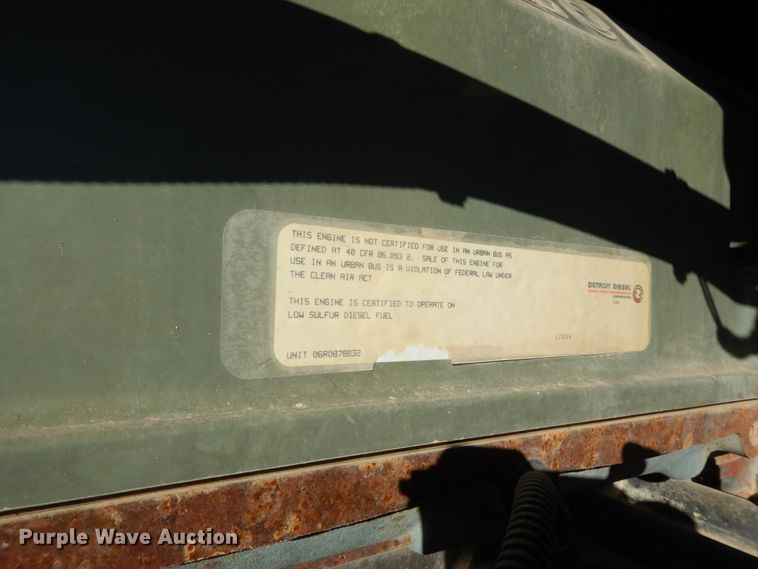 THIS ENGINE IS NOT CERTIFIED FOR USE IN AN URBAN BUS AS
DEFINED AT 40 CFR 86.093 2. SALE OF THIS ENGINE FOR
USE IN AN URBAN BUS IS A VIOLATION OF FEDERAL LAW UNDER
THE CLEAN AIR ACT
DETROIT DIESEL
CORPORATION
THIS ENGINE IS CERTIFIED TO OPERATE ON
LOW SULFUR DIESEL FUEL
UNIT 06R0878832
Purple Wave Auction